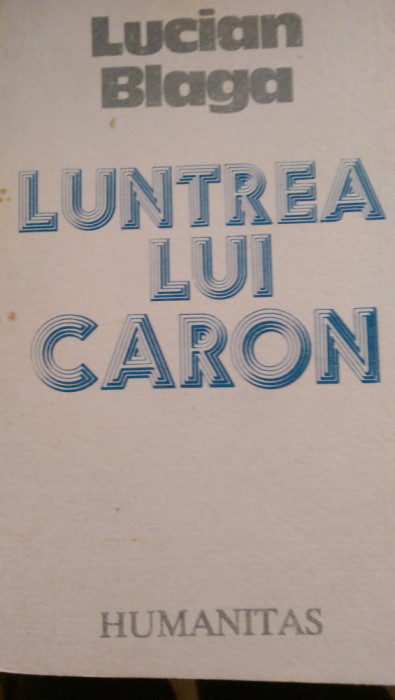 Lucian
Blaga
LUNTREA
LUI
CARON
HUMANITAS